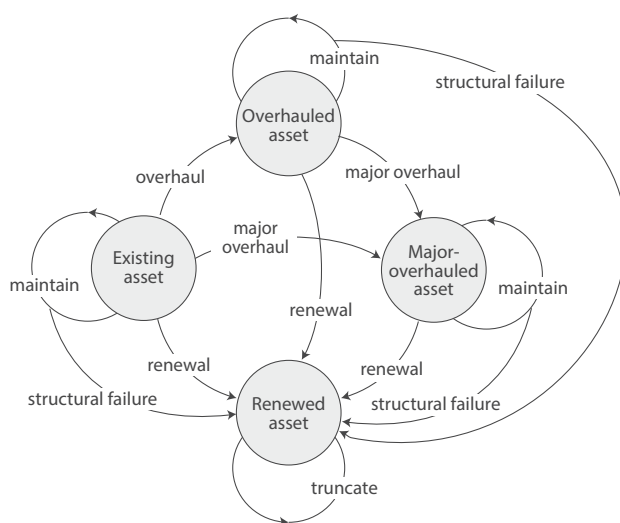 maintain
structural failure
Overhauled
asset
overhaul
major overhaul
major
overhaul
Existing
asset
Major-
overhauled
asset
maintain
maintain
renewal
renewal
renewal
structural failure
Renewed
asset
structural failure
truncate